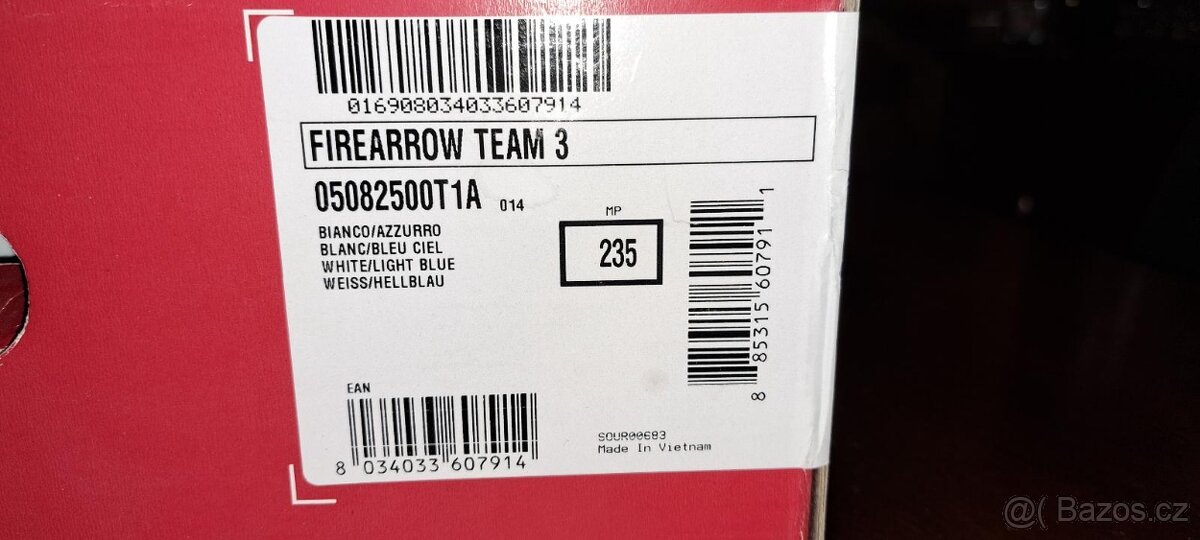 016908034033607914
FIREARROW TEAM 3
05082500T1A 014
BIANCO/AZZURRO
BLANC/BLEU CIEL
WHITE/LIGHT BLUE
WEISS/HELLBLAU
MP
235
8 85315 60791 1
EAN
8 034033 607914
SOUR00683
Made In Vietnam
@( Bazos.cz